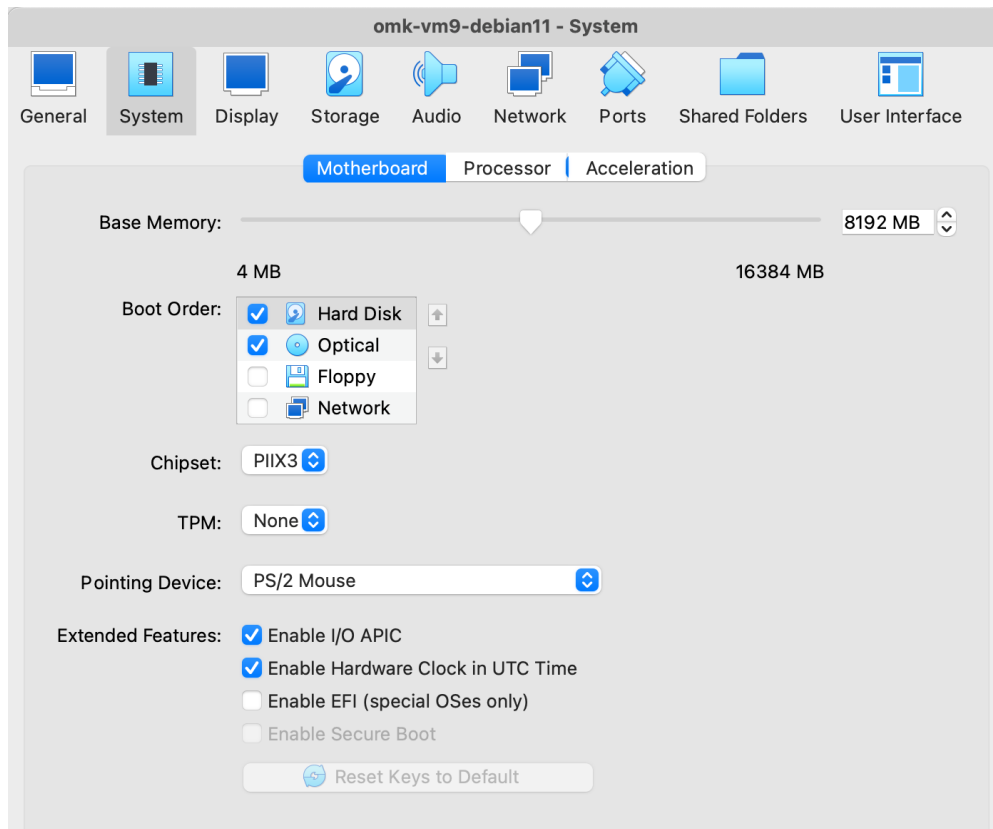 omk-vm9-debian11 - System
General System Display Storage Audio Network Ports Shared Folders User Interface
Motherboard Processor Acceleration
Base Memory: 8192 MB
4 MB 16384 MB
Boot Order: Hard Disk
Optical
Floppy
Network
Chipset: PIIX3
TPM: None
Pointing Device: PS/2 Mouse
Extended Features: Enable I/O APIC
Enable Hardware Clock in UTC Time
Enable EFI (special OSes only)
Enable Secure Boot
Reset Keys to Default